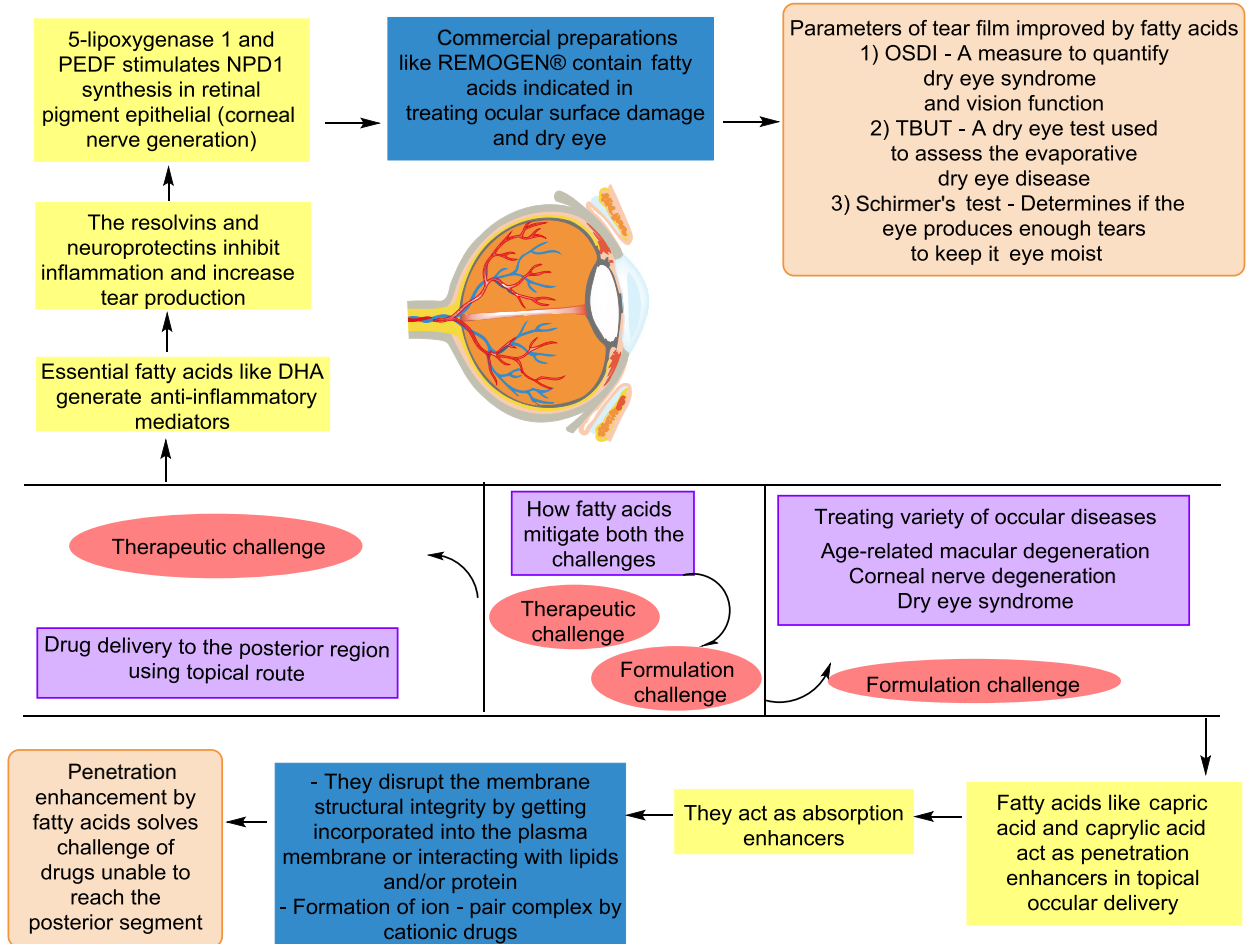 5-lipoxygenase 1 and
PEDF stimulates NPD1
synthesis in retinal
pigment epithelial (corneal
nerve generation)
Commercial preparations
like REMOGEN® contain fatty
acids indicated in
treating ocular surface damage
and dry eye
Parameters of tear film improved by fatty acids
1) OSDI - A measure to quantify
dry eye syndrome
and vision function
2) TBUT - A dry eye test used
to assess the evaporative
dry eye disease
3) Schirmer's test - Determines if the
eye produces enough tears
to keep it eye moist
The resolvins and
neuroprotectins inhibit
inflammation and increase
tear production
Essential fatty acids like DHA
generate anti-inflammatory
mediators
Therapeutic challenge
Drug delivery to the posterior region
using topical route
How fatty acids
mitigate both the
challenges
Therapeutic
challenge
Formulation
challenge
Treating variety of occular diseases
Age-related macular degeneration
Corneal nerve degeneration
Dry eye syndrome
Formulation challenge
Fatty acids like capric
acid and caprylic acid
act as penetration
enhancers in topical
occular delivery
They act as absorption
enhancers
- They disrupt the membrane
structural integrity by getting
incorporated into the plasma
membrane or interacting with lipids
and/or protein
- Formation of ion - pair complex by
cationic drugs
Penetration
enhancement by
fatty acids solves
challenge of
drugs unable to
reach the
posterior segment